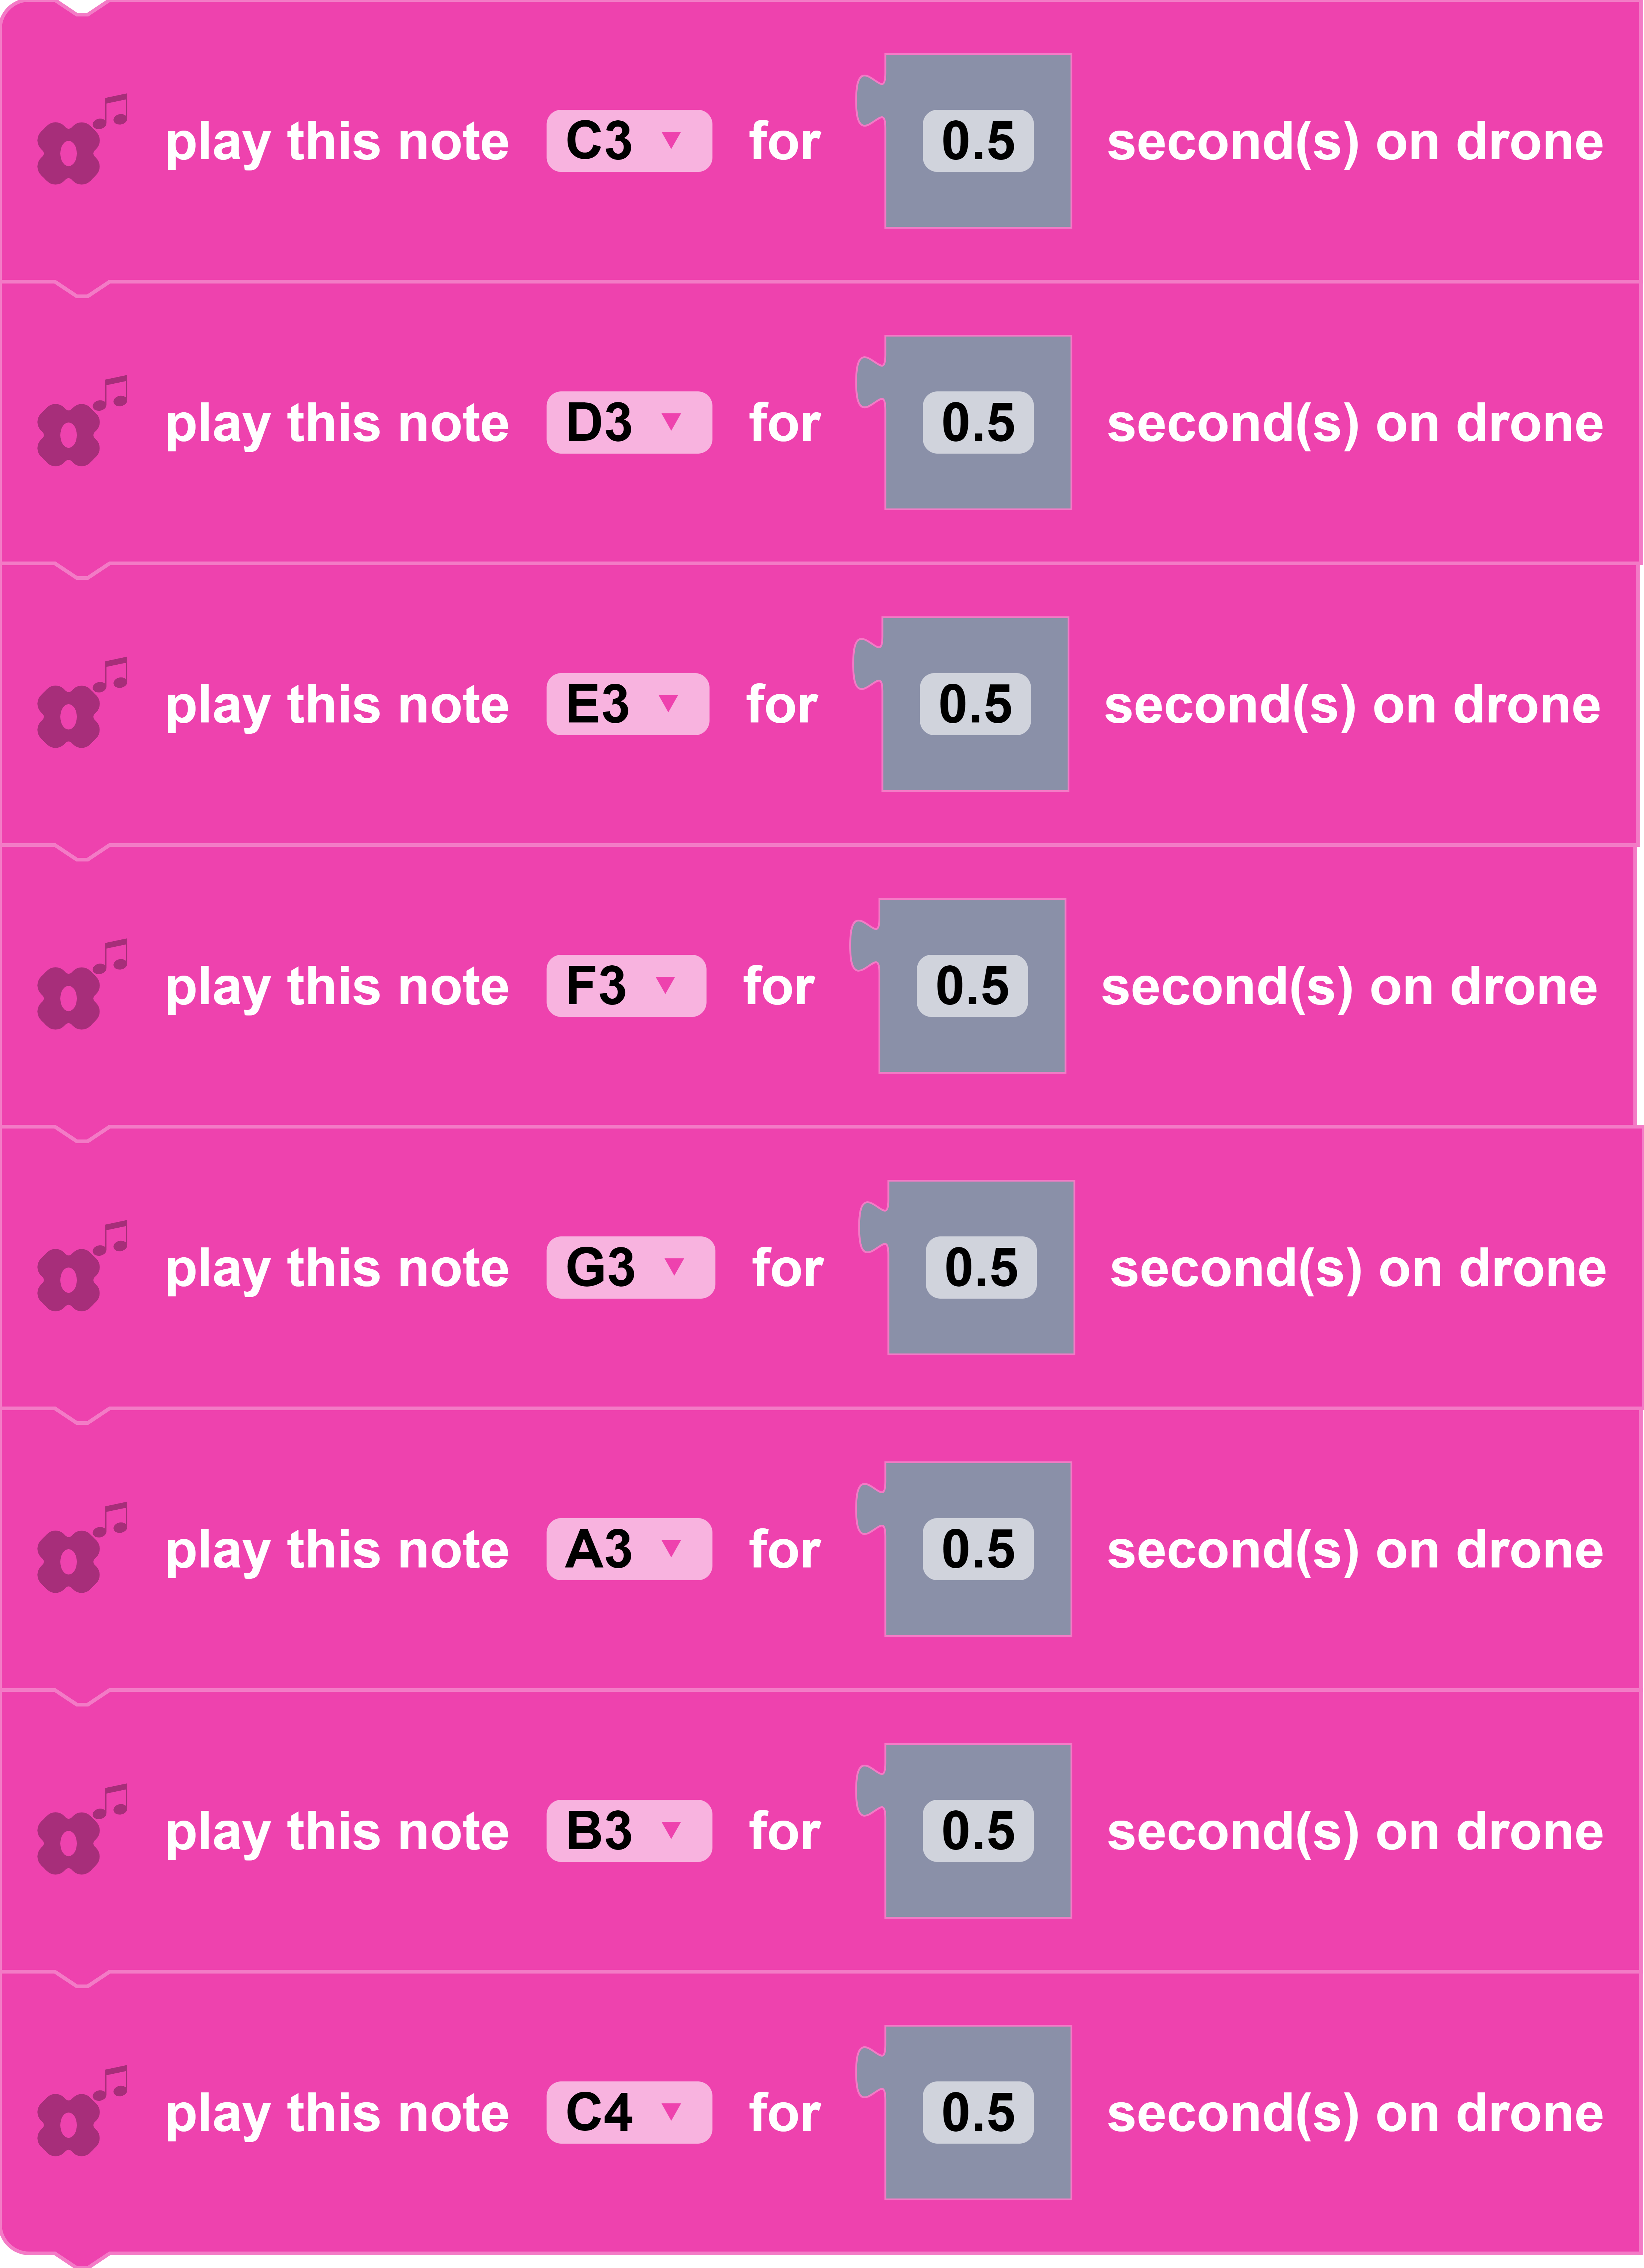 play this note C3 for 0.5 second(s) on drone
play this note D3 for 0.5 second(s) on drone
play this note E3 for 0.5 second(s) on drone
play this note F3 for 0.5 second(s) on drone
play this note G3 for 0.5 second(s) on drone
play this note A3 for 0.5 second(s) on drone
play this note B3 for 0.5 second(s) on drone
play this note C4 for 0.5 second(s) on drone